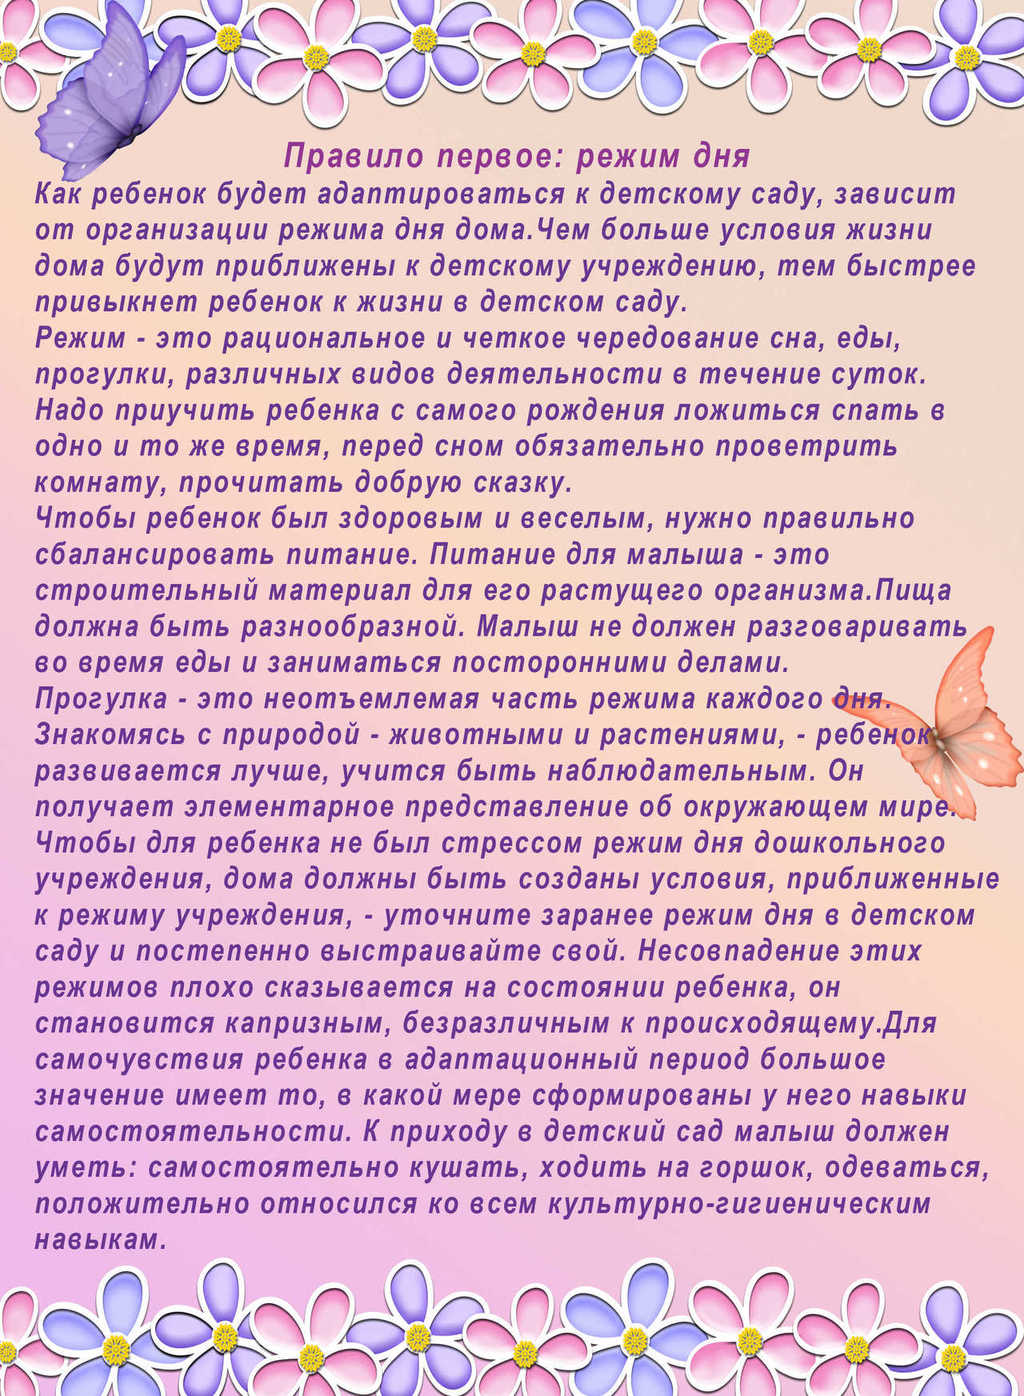 Правило первое: режим дня
Как ребенок будет адаптироваться к детскому саду, зависит
от организации режима дня дома.Чем больше условия жизни
дома будут приближены к детскому учреждению, тем быстрее
привыкнет ребенок к жизни в детском саду.
Режим - это рациональное и четкое чередование сна, еды,
прогулки, различных видов деятельности в течение суток.
Надо приучить ребенка с самого рождения ложиться спать в
одно и то же время, перед сном обязательно проветрить
комнату, прочитать добрую сказку.
Чтобы ребенок был здоровым и веселым, нужно правильно
сбалансировать питание. Питание для малыша - это
строительный материал для его растущего организма.Пища
должна быть разнообразной. Малыш не должен разговаривать
во время еды и заниматься посторонними делами.
Прогулка - это неотъемлемая часть режима каждого дня.
Знакомясь с природой - животными и растениями, - ребенок
развивается лучше, учится быть наблюдательным. Он
получает элементарное представление об окружающем мире.
Чтобы для ребенка не был стрессом режим дня дошкольного
учреждения, дома должны быть созданы условия, приближенные
к режиму учреждения, - уточните заранее режим дня в детском
саду и постепенно выстраивайте свой. Несовпадение этих
режимов плохо сказывается на состоянии ребенка, он
становится капризным, безразличным к происходящему.Для
самочувствия ребенка в адаптационный период большое
значение имеет то, в какой мере сформированы у него навыки
самостоятельности. К приходу в детский сад малыш должен
уметь: самостоятельно кушать, ходить на горшок, одеваться,
положительно относился ко всем культурно-гигиеническим
навыкам.